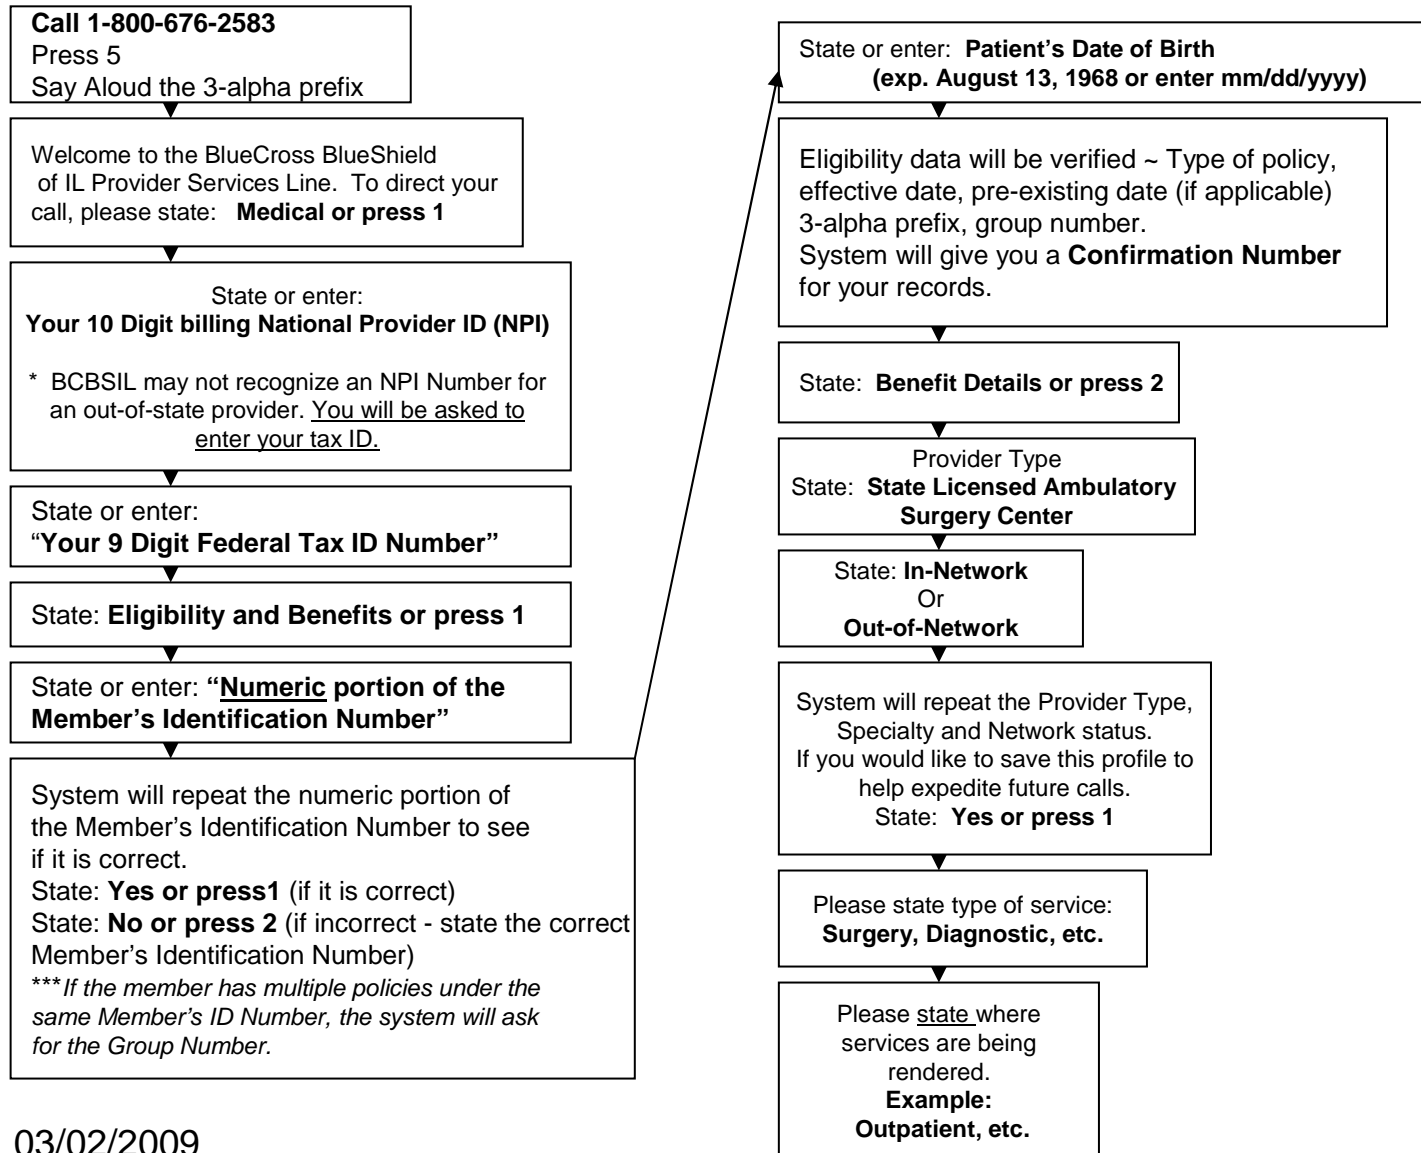 Call 1-800-676-2583
Press 5
Say Aloud the 3-alpha prefix
Welcome to the BlueCross BlueShield
of IL Provider Services Line. To direct your
call, please state: Medical or press 1
State or enter:
Your 10 Digit billing National Provider ID (NPI)
* BCBSIL may not recognize an NPI Number for
an out-of-state provider. You will be asked to
enter your tax ID.
State or enter:
“Your 9 Digit Federal Tax ID Number”
State: Eligibility and Benefits or press 1
State or enter: “Numeric portion of the
Member’s Identification Number”
System will repeat the numeric portion of
the Member’s Identification Number to see
if it is correct.
State: Yes or press1 (if it is correct)
State: No or press 2 (if incorrect - state the correct
Member’s Identification Number)
***If the member has multiple policies under the
same Member’s ID Number, the system will ask
for the Group Number.
03/02/2009
State or enter: Patient’s Date of Birth
(exp. August 13, 1968 or enter mm/dd/yyyy)
Eligibility data will be verified ~ Type of policy,
effective date, pre-existing date (if applicable)
3-alpha prefix, group number.
System will give you a Confirmation Number
for your records.
State: Benefit Details or press 2
Provider Type
State: State Licensed Ambulatory
Surgery Center
State: In-Network
Or
Out-of-Network
System will repeat the Provider Type,
Specialty and Network status.
If you would like to save this profile to
help expedite future calls.
State: Yes or press 1
Please state type of service:
Surgery, Diagnostic, etc.
Please state where
services are being
rendered.
Example:
Outpatient, etc.